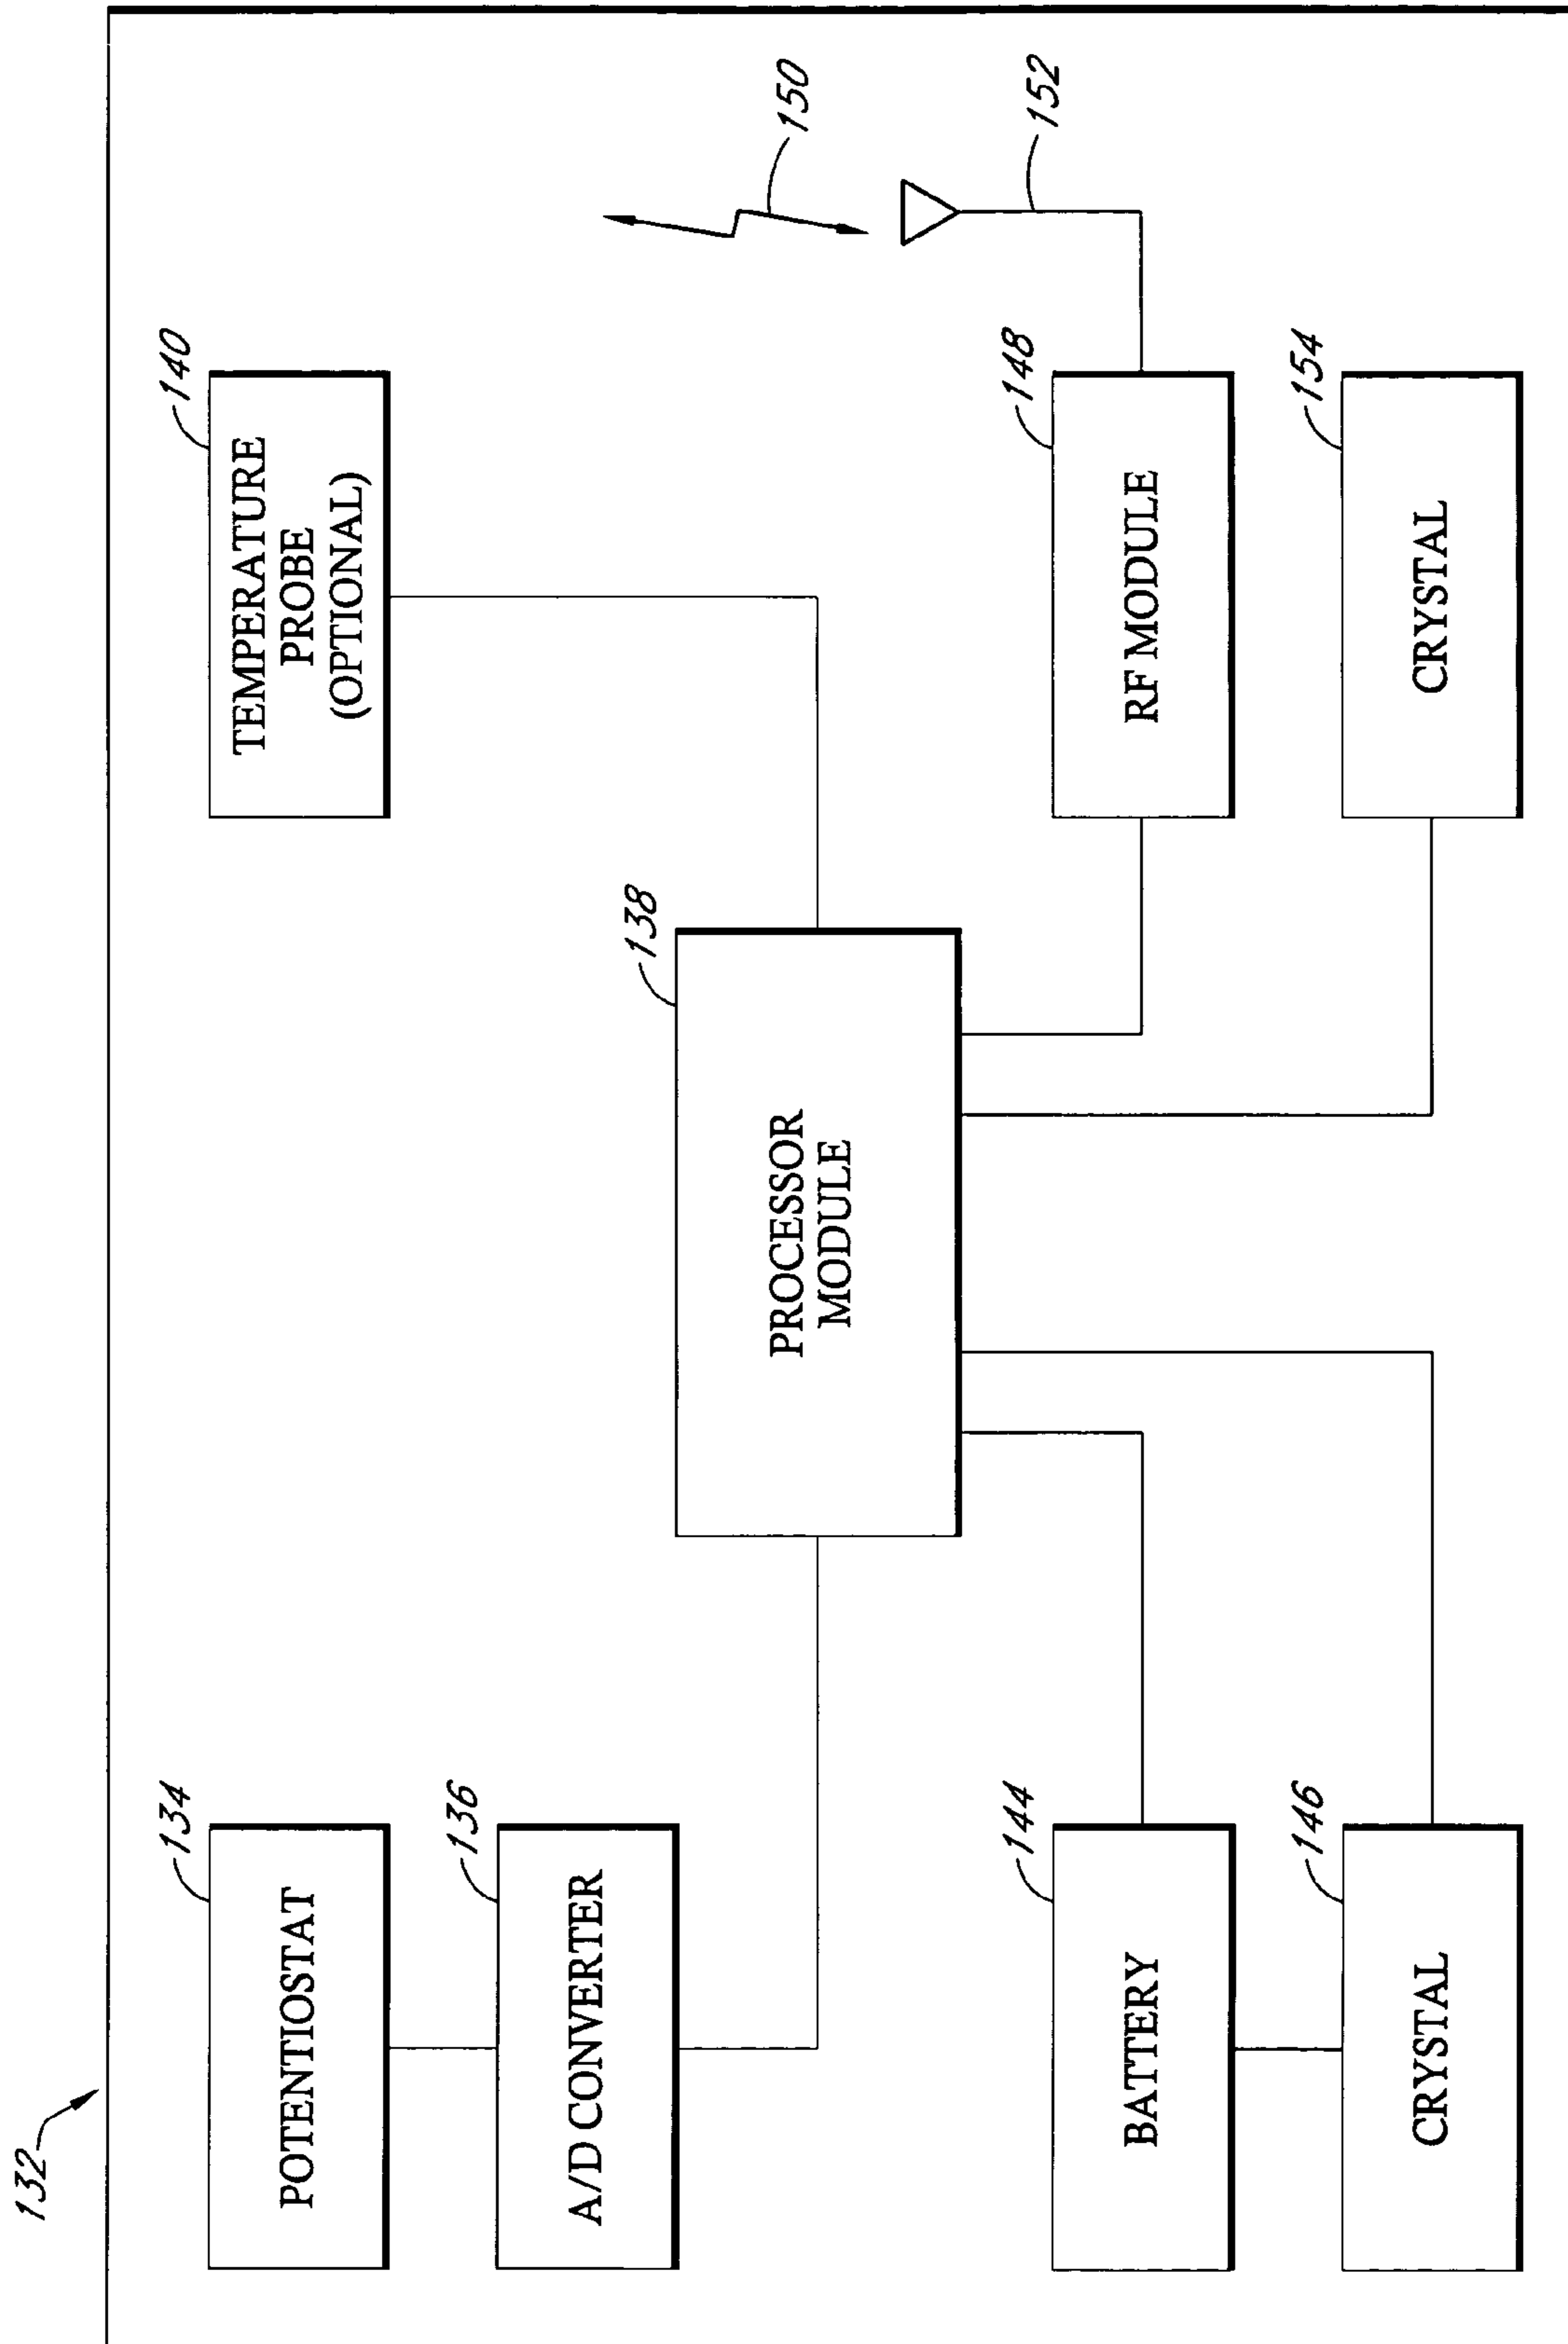 132
134
POTENTIOSTAT
136
A/D CONVERTER
138
PROCESSOR
MODULE
140
TEMPERATURE
PROBE
(OPTIONAL)
150
152
144
BATTERY
146
CRYSTAL
148
RF MODULE
154
CRYSTAL